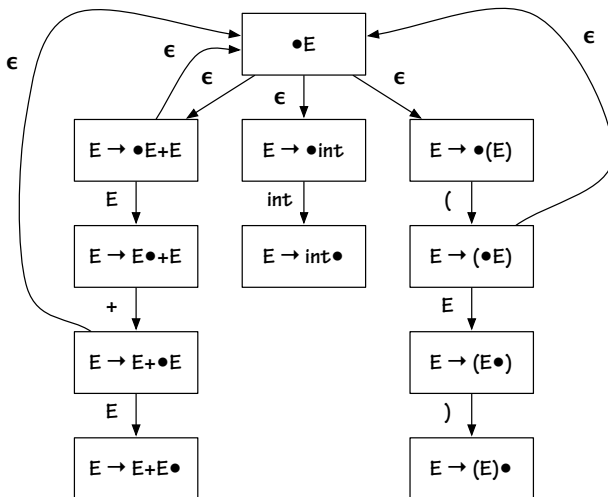 ●E
ϵ ϵ ϵ
ϵ ϵ ϵ
E → ●E+E E → ●int E → ●(E)
E int (
E → E●+E E → int● E → (●E)
+ E
E → E+●E E → (E●)
E )
E → E+E● E → (E)●